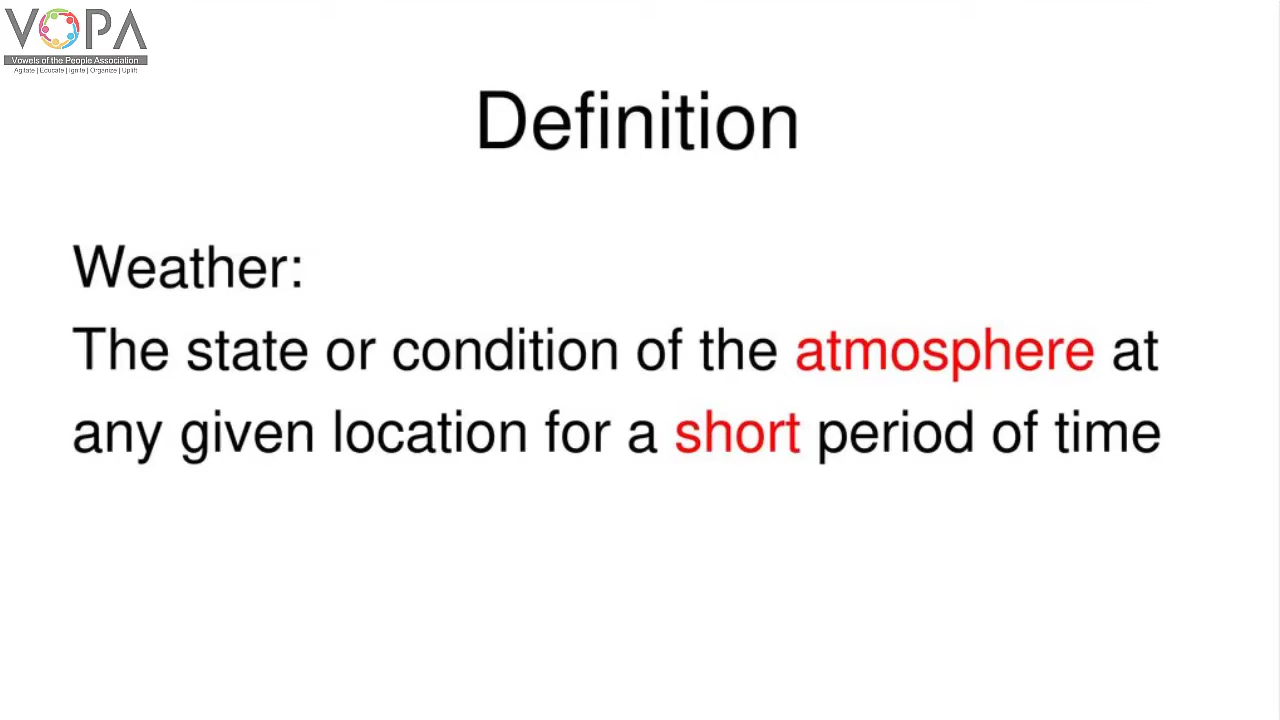 VOPA
Vowels of the People Association
Agitate | Educate | Ignite | Organize | Uplift
Definition
Weather:
The state or condition of the atmosphere at
any given location for a short period of time